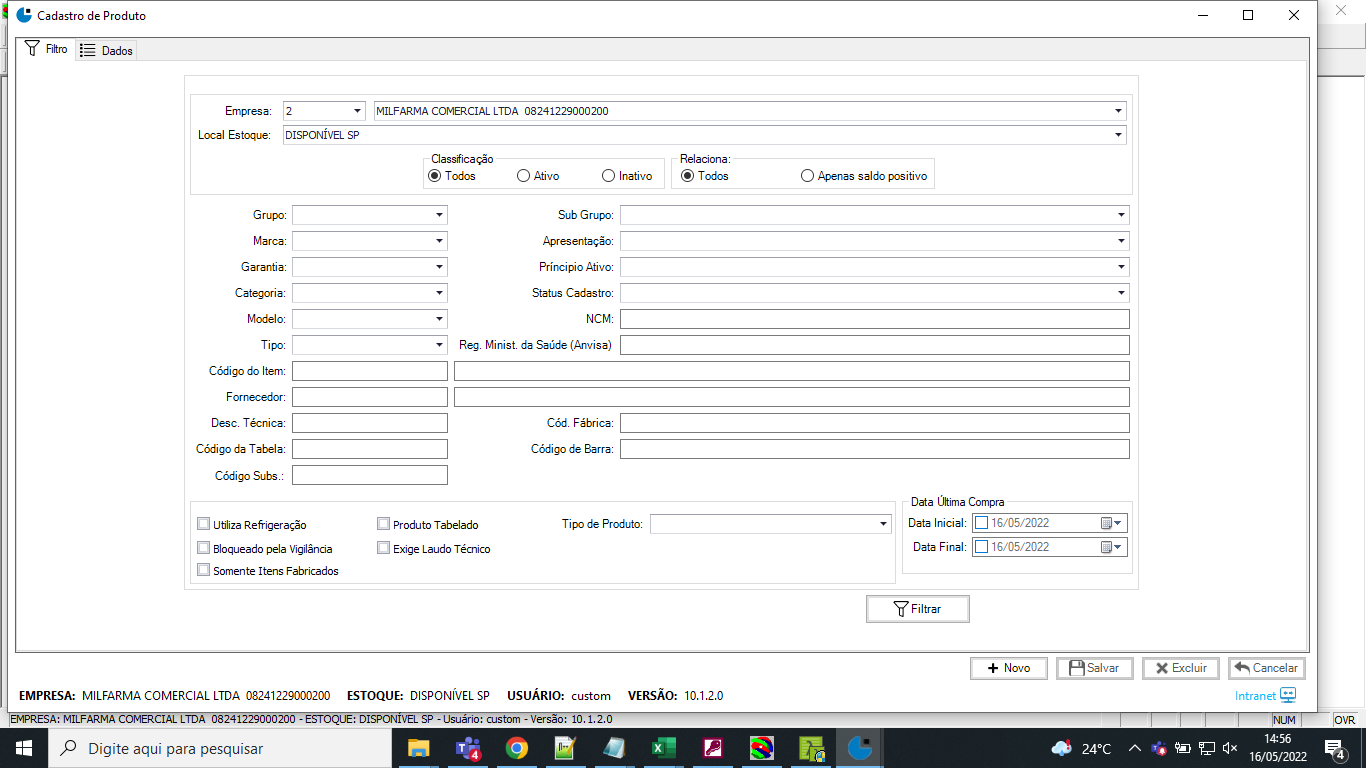 Cadastro de Produto
Filtro Dados
Empresa: 2 MILFARMA COMERCIAL LTDA 08241229000200
Local Estoque: DISPONÍVEL SP
Classificação Relaciona:
Todos Ativo Inativo Todos Apenas saldo positivo
Grupo: Sub Grupo:
Marca: Apresentação:
Garantia: Príncipio Ativo:
Categoria: Status Cadastro:
Modelo: NCM:
Tipo: Reg. Minist. da Saúde (Anvisa)
Código do Item:
Fornecedor:
Desc. Técnica: Cód. Fábrica:
Código da Tabela: Código de Barra:
Código Subs.:
Data Última Compra
Utiliza Refrigeração Produto Tabelado Tipo de Produto: Data Inicial: 16/05/2022
Bloqueado pela Vigilância Exige Laudo Técnico Data Final: 16/05/2022
Somente Itens Fabricados
Filtrar
Novo Salvar Excluir Cancelar
EMPRESA: MILFARMA COMERCIAL LTDA 08241229000200 ESTOQUE: DISPONÍVEL SP USUÁRIO: custom VERSÃO: 10.1.2.0 Intranet
EMPRESA: MILFARMA COMERCIAL LTDA 08241229000200 - ESTOQUE: DISPONÍVEL SP - Usuário: custom - Versão: 10.1.2.0 NUM OVR
Digite aqui para pesquisar 4 24°C 14:56
16/05/2022 4